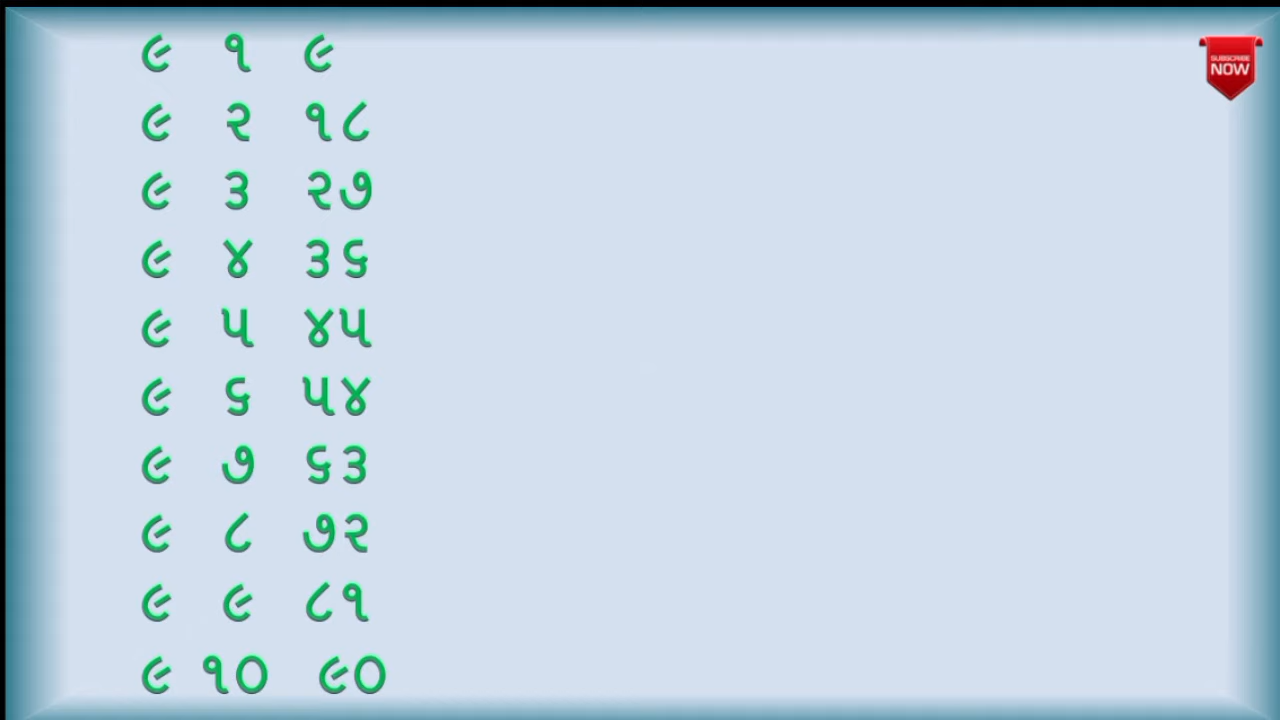 ૯ ૧ ૯
SUBSCRIBE
NOW
૯ ૨ ૧૮
૯ ૩ ૨૭
૯ ૪ ૩૬
૯ ૫ ૪૫
૯ ૬ ૫૪
૯ ૭ ૬૩
૯ ૮ ૭૨
૯ ૯ ૮૧
૯ ૧૦ ૯૦